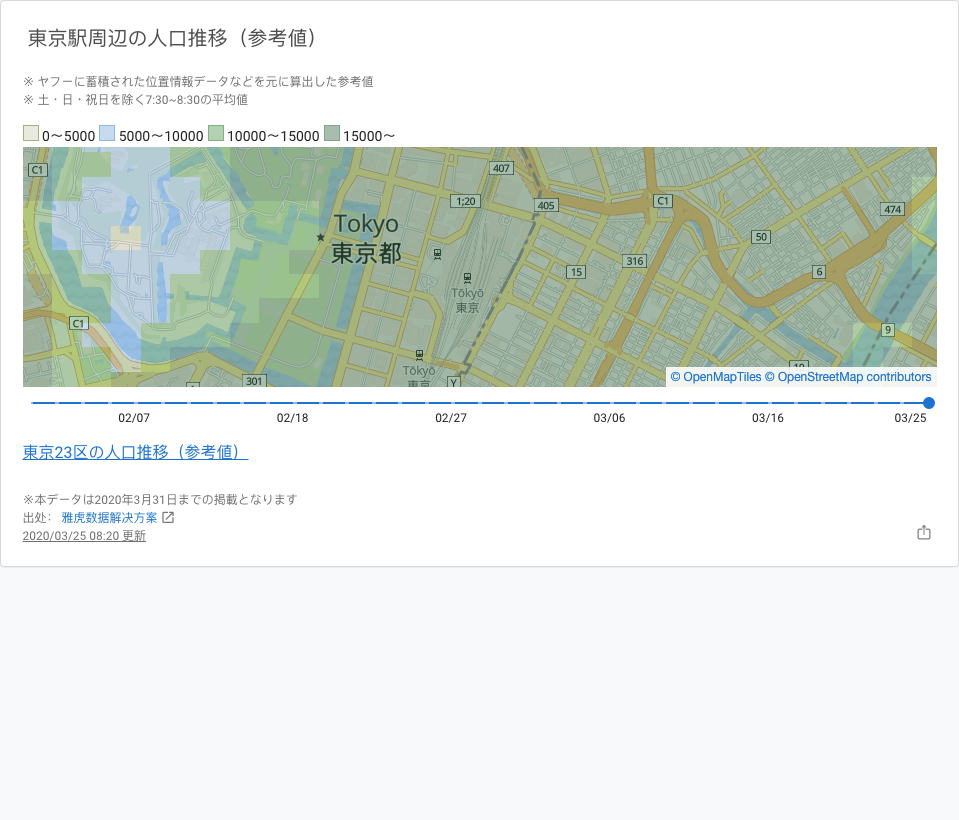 東京駅周辺の人口推移（参考値）
※ ヤフーに蓄積された位置情報データなどを元に算出した参考値
※ 土・日・祝日を除く7:30~8:30の平均値
0〜5000 5000〜10000 10000〜15000 15000〜
C1
407
1;20
405
C1
474
Tokyo
東京都
50
316
15
6
Tōkyō
東京
C1
9
10
Tōkyō
東京
301
Y
© OpenMapTiles © OpenStreetMap contributors
02/07 02/18 02/27 03/06 03/16 03/25
東京23区の人口推移（参考値）
※本データは2020年3月31日までの掲載となります
出处： 雅虎数据解决方案
2020/03/25 08:20 更新